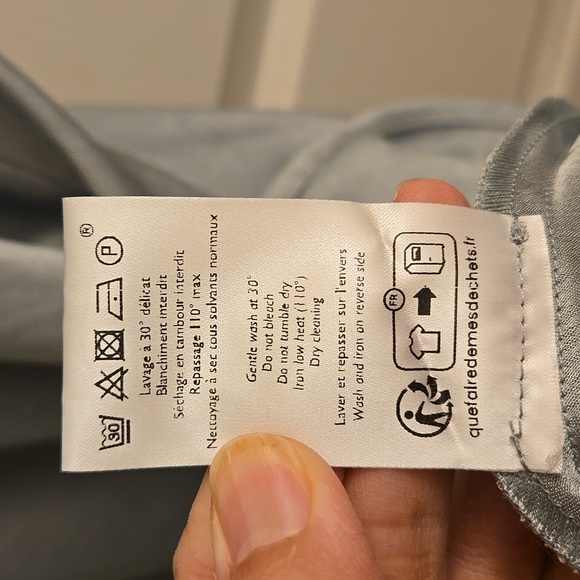 30 P ®
Lavage à 30° délicat
Blanchiment interdit
Séchage en tambour interdit
Repassage 110° max
Nettoyage à sec tous solvants normaux
Gentle wash at 30°
Do not bleach
Do not tumble dry
Iron low heat (110°)
Dry cleaning
Laver et repasser sur l'envers
Wash and iron on reverse side
FR
quefairedemesdechets.fr